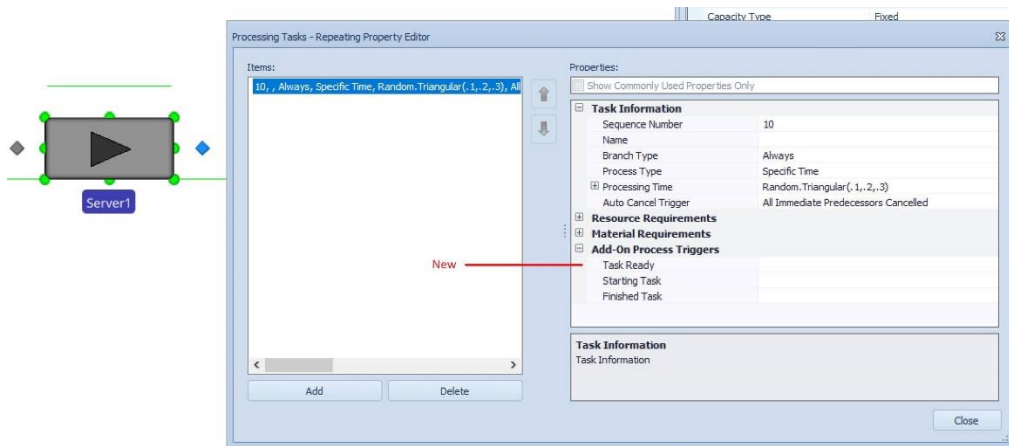 Capacity Type Fixed
Processing Tasks - Repeating Property Editor
Items:
10, , Always, Specific Time, Random.Triangular(.1,.2,.3), All
Properties:
Show Commonly Used Properties Only
Task Information
Sequence Number 10
Name
Branch Type Always
Process Type Specific Time
Processing Time Random.Triangular(.1,.2,.3)
Auto Cancel Trigger All Immediate Predecessors Cancelled
Resource Requirements
Material Requirements
Add-On Process Triggers
New
Task Ready
Starting Task
Finished Task
Server1
Task Information
Task Information
Add Delete
Close